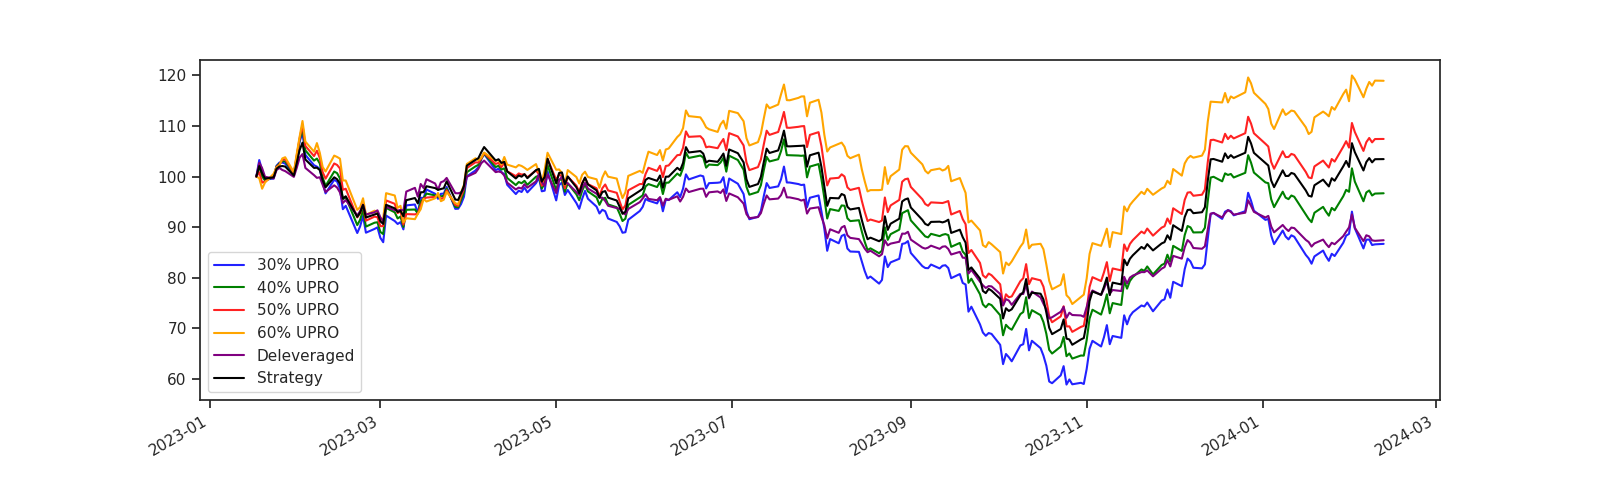 120
110
100
90
80
70
60
30% UPRO
40% UPRO
50% UPRO
60% UPRO
Deleveraged
Strategy
2023-01
2023-03
2023-05
2023-07
2023-09
2023-11
2024-01
2024-03